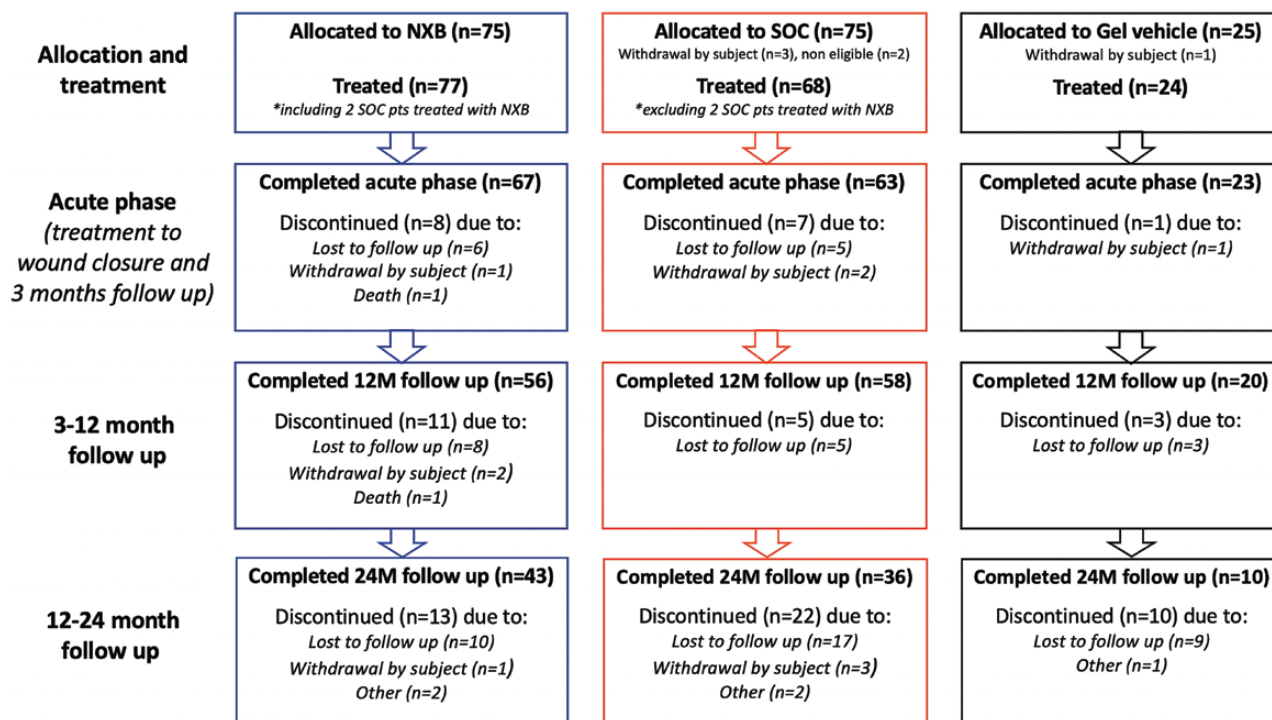 Allocation and
treatment
Allocated to NXB (n=75)
Treated (n=77)
*including 2 SOC pts treated with NXB
Allocated to SOC (n=75)
Withdrawal by subject (n=3), non eligible (n=2)
Treated (n=68)
*excluding 2 SOC pts treated with NXB
Allocated to Gel vehicle (n=25)
Withdrawal by subject (n=1)
Treated (n=24)
Acute phase
(treatment to
wound closure and
3 months follow up)
Completed acute phase (n=67)
Discontinued (n=8) due to:
Lost to follow up (n=6)
Withdrawal by subject (n=1)
Death (n=1)
Completed acute phase (n=63)
Discontinued (n=7) due to:
Lost to follow up (n=5)
Withdrawal by subject (n=2)
Completed acute phase (n=23)
Discontinued (n=1) due to:
Withdrawal by subject (n=1)
3-12 month
follow up
Completed 12M follow up (n=56)
Discontinued (n=11) due to:
Lost to follow up (n=8)
Withdrawal by subject (n=2)
Death (n=1)
Completed 12M follow up (n=58)
Discontinued (n=5) due to:
Lost to follow up (n=5)
Completed 12M follow up (n=20)
Discontinued (n=3) due to:
Lost to follow up (n=3)
12-24 month
follow up
Completed 24M follow up (n=43)
Discontinued (n=13) due to:
Lost to follow up (n=10)
Withdrawal by subject (n=1)
Other (n=2)
Completed 24M follow up (n=36)
Discontinued (n=22) due to:
Lost to follow up (n=17)
Withdrawal by subject (n=3)
Other (n=2)
Completed 24M follow up (n=10)
Discontinued (n=10) due to:
Lost to follow up (n=9)
Other (n=1)